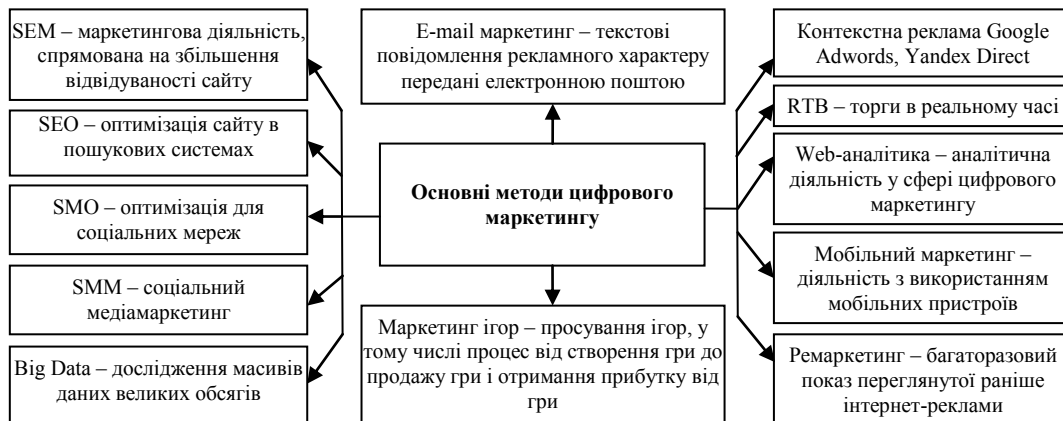 SEM – маркетингова діяльність,
спрямована на збільшення
відвідуваності сайту
SEO – оптимізація сайту в
пошукових системах
SMO – оптимізація для
соціальних мереж
SMM – соціальний
медіамаркетинг
Big Data – дослідження масивів
даних великих обсягів
E-mail маркетинг – текстові
повідомлення рекламного характеру
передані електронною поштою
Основні методи цифрового
маркетингу
Маркетинг ігор – просування ігор, у
тому числі процес від створення гри до
продажу гри і отримання прибутку від
гри
Контекстна реклама Google
Adwords, Yandex Direct
RTB – торги в реальному часі
Web-аналітика – аналітична
діяльність у сфері цифрового
маркетингу
Мобільний маркетинг –
діяльність з використанням
мобільних пристроїв
Ремаркетинг – багаторазовий
показ переглянутої раніше
інтернет-реклами